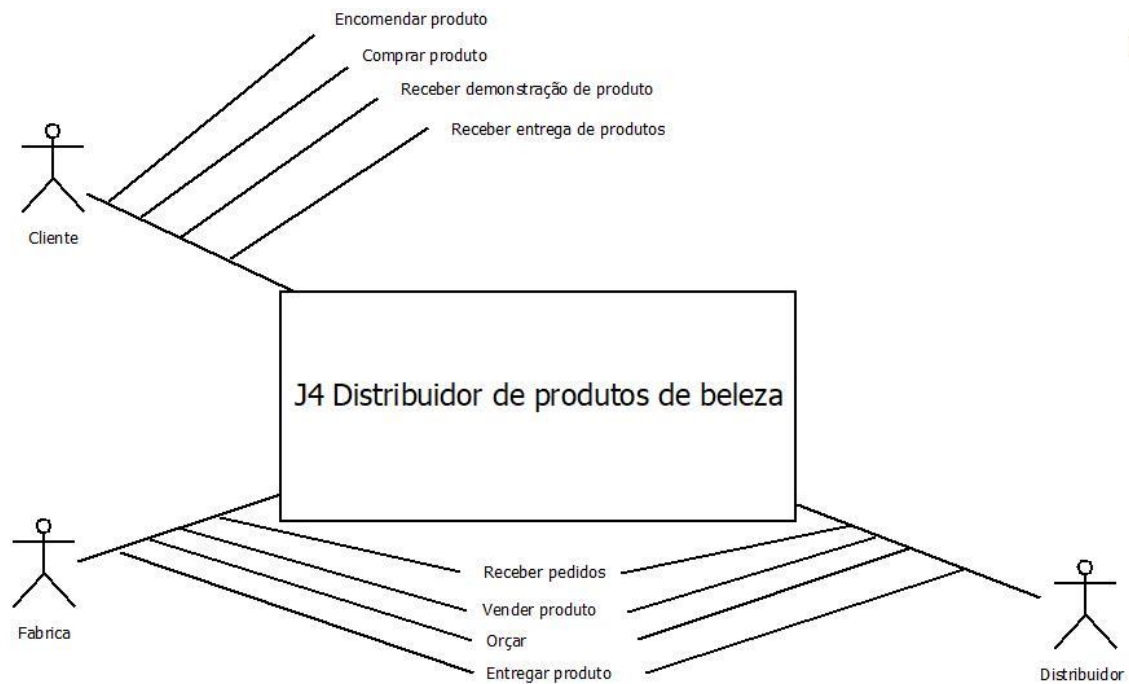 Encomendar produto
Comprar produto
Receber demonstração de produto
Receber entrega de produtos
Cliente
J4 Distribuidor de produtos de beleza
Receber pedidos
Vender produto
Orçar
Entregar produto
Fabrica
Distribuidor